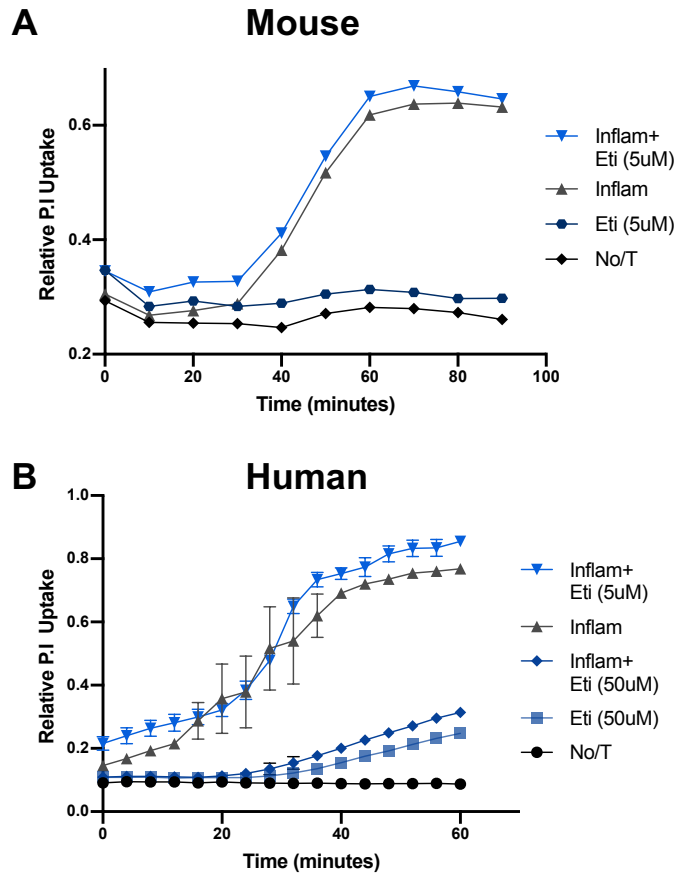 A
Mouse
Relative P.I Uptake
0.6
0.4
0.2
0
20
40
60
80
100
Time (minutes)
Inflam+
Eti (5uM)
Inflam
Eti (5uM)
No/T
B
Human
Relative P.I Uptake
1.0
0.8
0.6
0.4
0.2
0.0
0
20
40
60
Time (minutes)
Inflam+
Eti (5uM)
Inflam
Inflam+
Eti (50uM)
Eti (50uM)
No/T